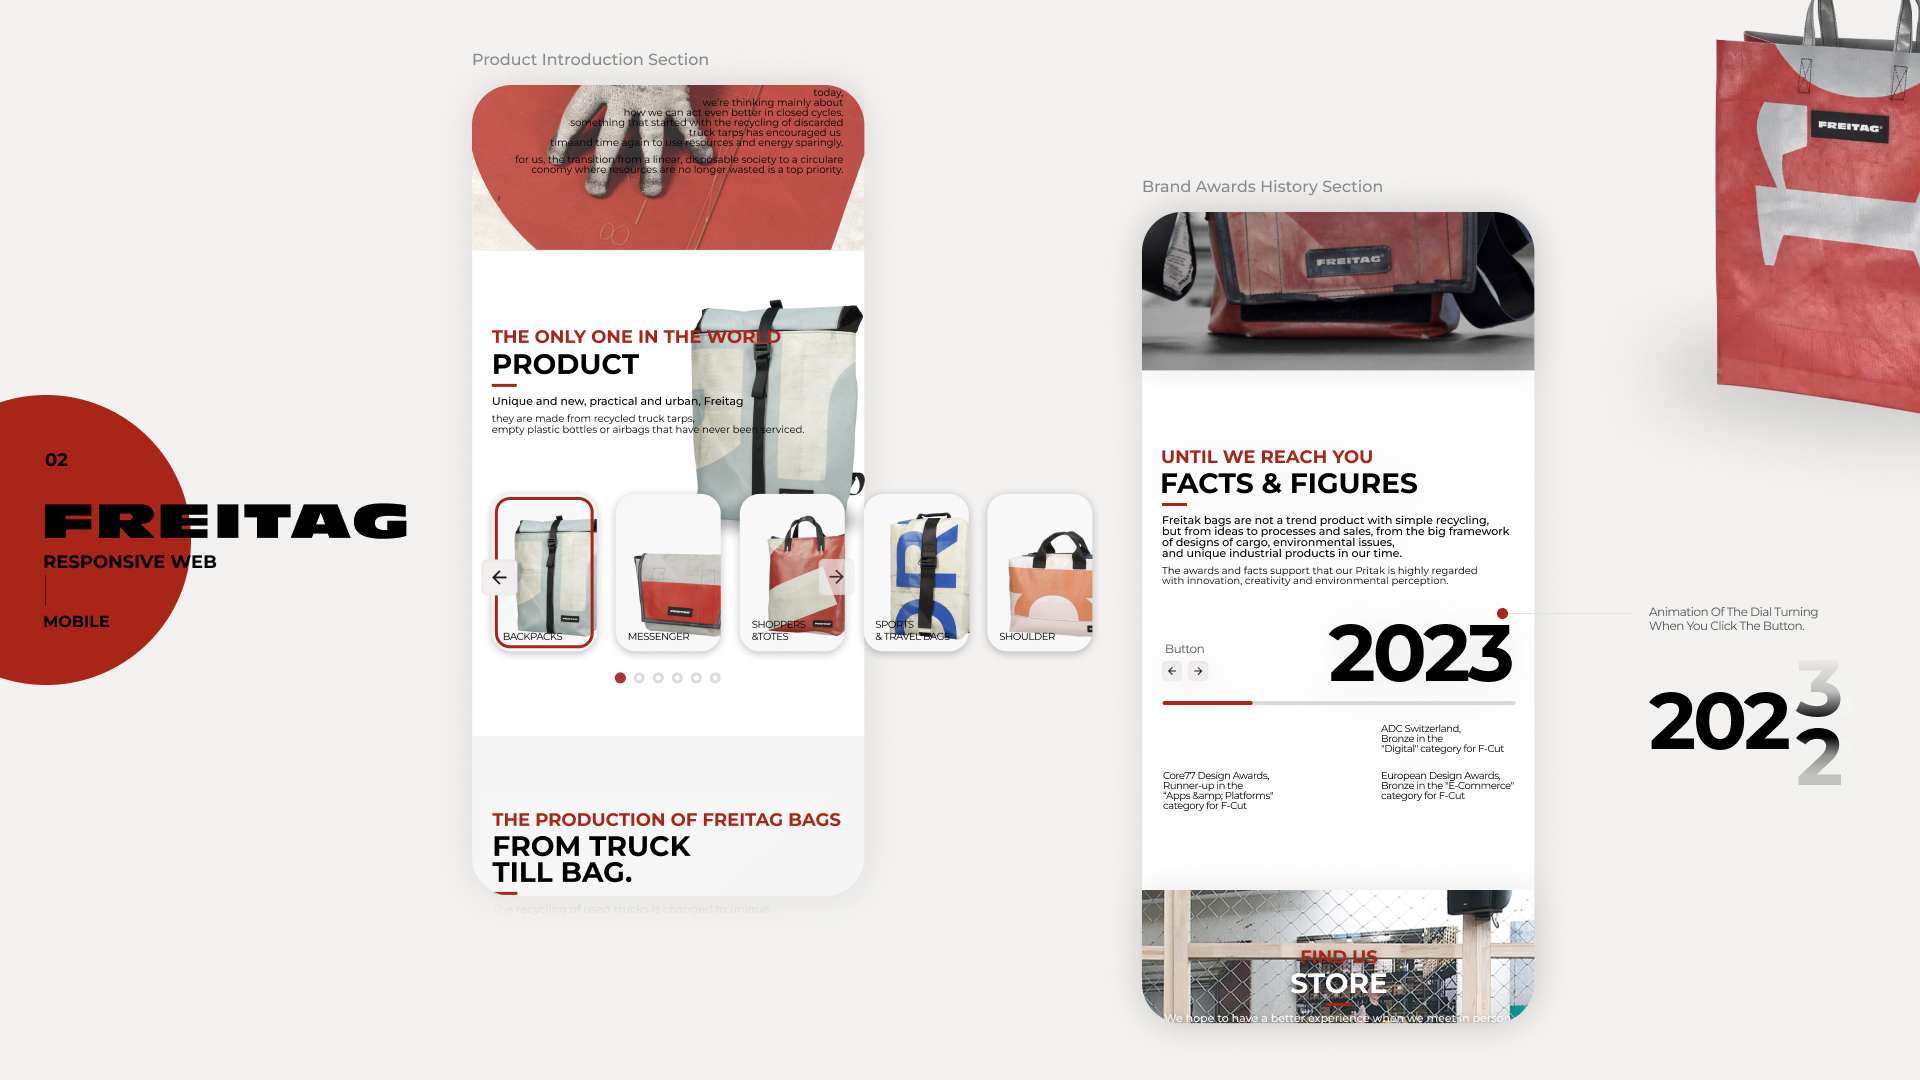 02
FREITAG
RESPONSIVE WEB
MOBILE
Product Introduction Section
today,
we're thinking mainly about
how we can act even better in closed cycles.
something that started with the recycling of discarded
truck tarps has encouraged us
timeand time again to use resources and energy sparingly.
for us, the transition from a linear, disposable society to a circulare
conomy where resources are no longer wasted is a top priority.
THE ONLY ONE IN THE WORLD
PRODUCT
Unique and new, practical and urban, Freitag
they are made from recycled truck tarps,
empty plastic bottles or airbags that have never been serviced.
BACKPACKS
MESSENGER
FREITAG
SHOPPERS
&TOTES
SPORTS
& TRAVEL BAGS
SHOULDER
THE PRODUCTION OF FREITAG BAGS
FROM TRUCK
TILL BAG.
The recycling of used trucks is changed to unique.
Brand Awards History Section
FREITAG
UNTIL WE REACH YOU
FACTS & FIGURES
Freitak bags are not a trend product with simple recycling,
but from ideas to processes and sales, from the big framework
of designs of cargo, environmental issues,
and unique industrial products in our time.
The awards and facts support that our Pritak is highly regarded
with innovation, creativity and environmental perception.
Button
2023
ADC Switzerland,
Bronze in the
"Digital" category for F-Cut
Core77 Design Awards,
Runner-up in the
"Apps &amp; Platforms"
category for F-Cut
European Design Awards,
Bronze in the "E-Commerce"
category for F-Cut
FIND US
STORE
We hope to have a better experience when we meet in person
FREITAG
Animation Of The Dial Turning
When You Click The Button.
202
3
2